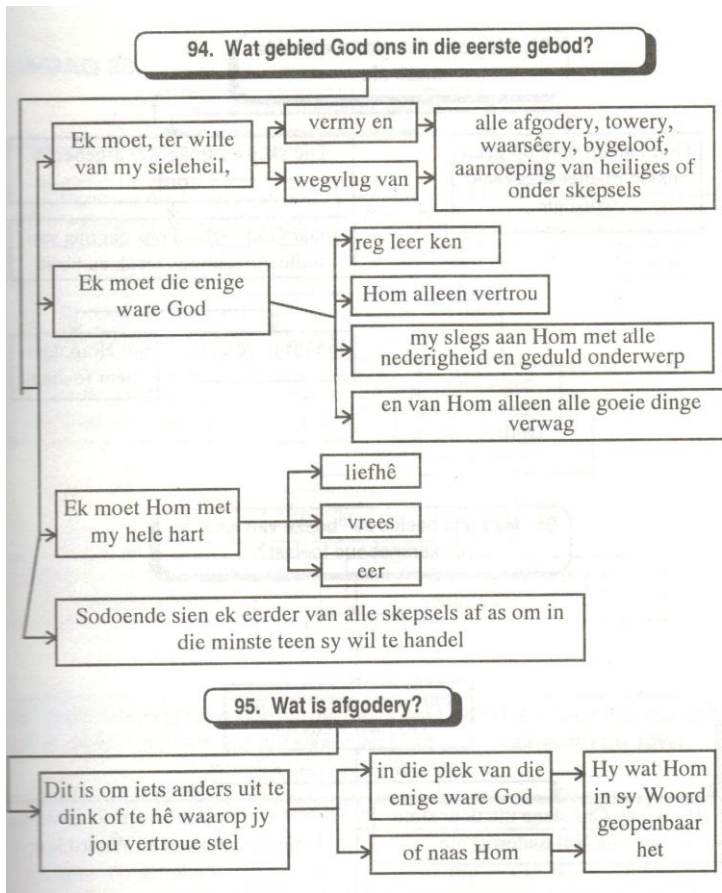 94. Wat gebied God ons in die eerste gebod?
Ek moet, ter wille
van my sieleheil,
vermy en
wegvlug van
alle afgodery, towery,
waarsêery, bygeloof,
aanroeping van heiliges of
onder skepsels
Ek moet die enige
ware God
reg leer ken
Hom alleen vertrou
my slegs aan Hom met alle
nederigheid en geduld onderwerp
en van Hom alleen alle goeie dinge
verwag
Ek moet Hom met
my hele hart
liefhê
vrees
eer
Sodoende sien ek eerder van alle skepsels af as om in
die minste teen sy wil te handel
95. Wat is afgodery?
Dit is om iets anders uit te
dink of te hê waarop jy
jou vertroue stel
in die plek van die
enige ware God
of naas Hom
Hy wat Hom
in sy Woord
geopenbaar
het